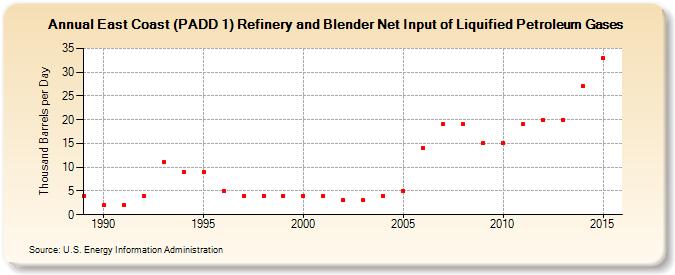 Annual East Coast (PADD 1) Refinery and Blender Net Input of Liquified Petroleum Gases
Thousand Barrels per Day
35
30
25
20
15
10
5
0
1990 1995 2000 2005 2010 2015
Source: U.S. Energy Information Administration